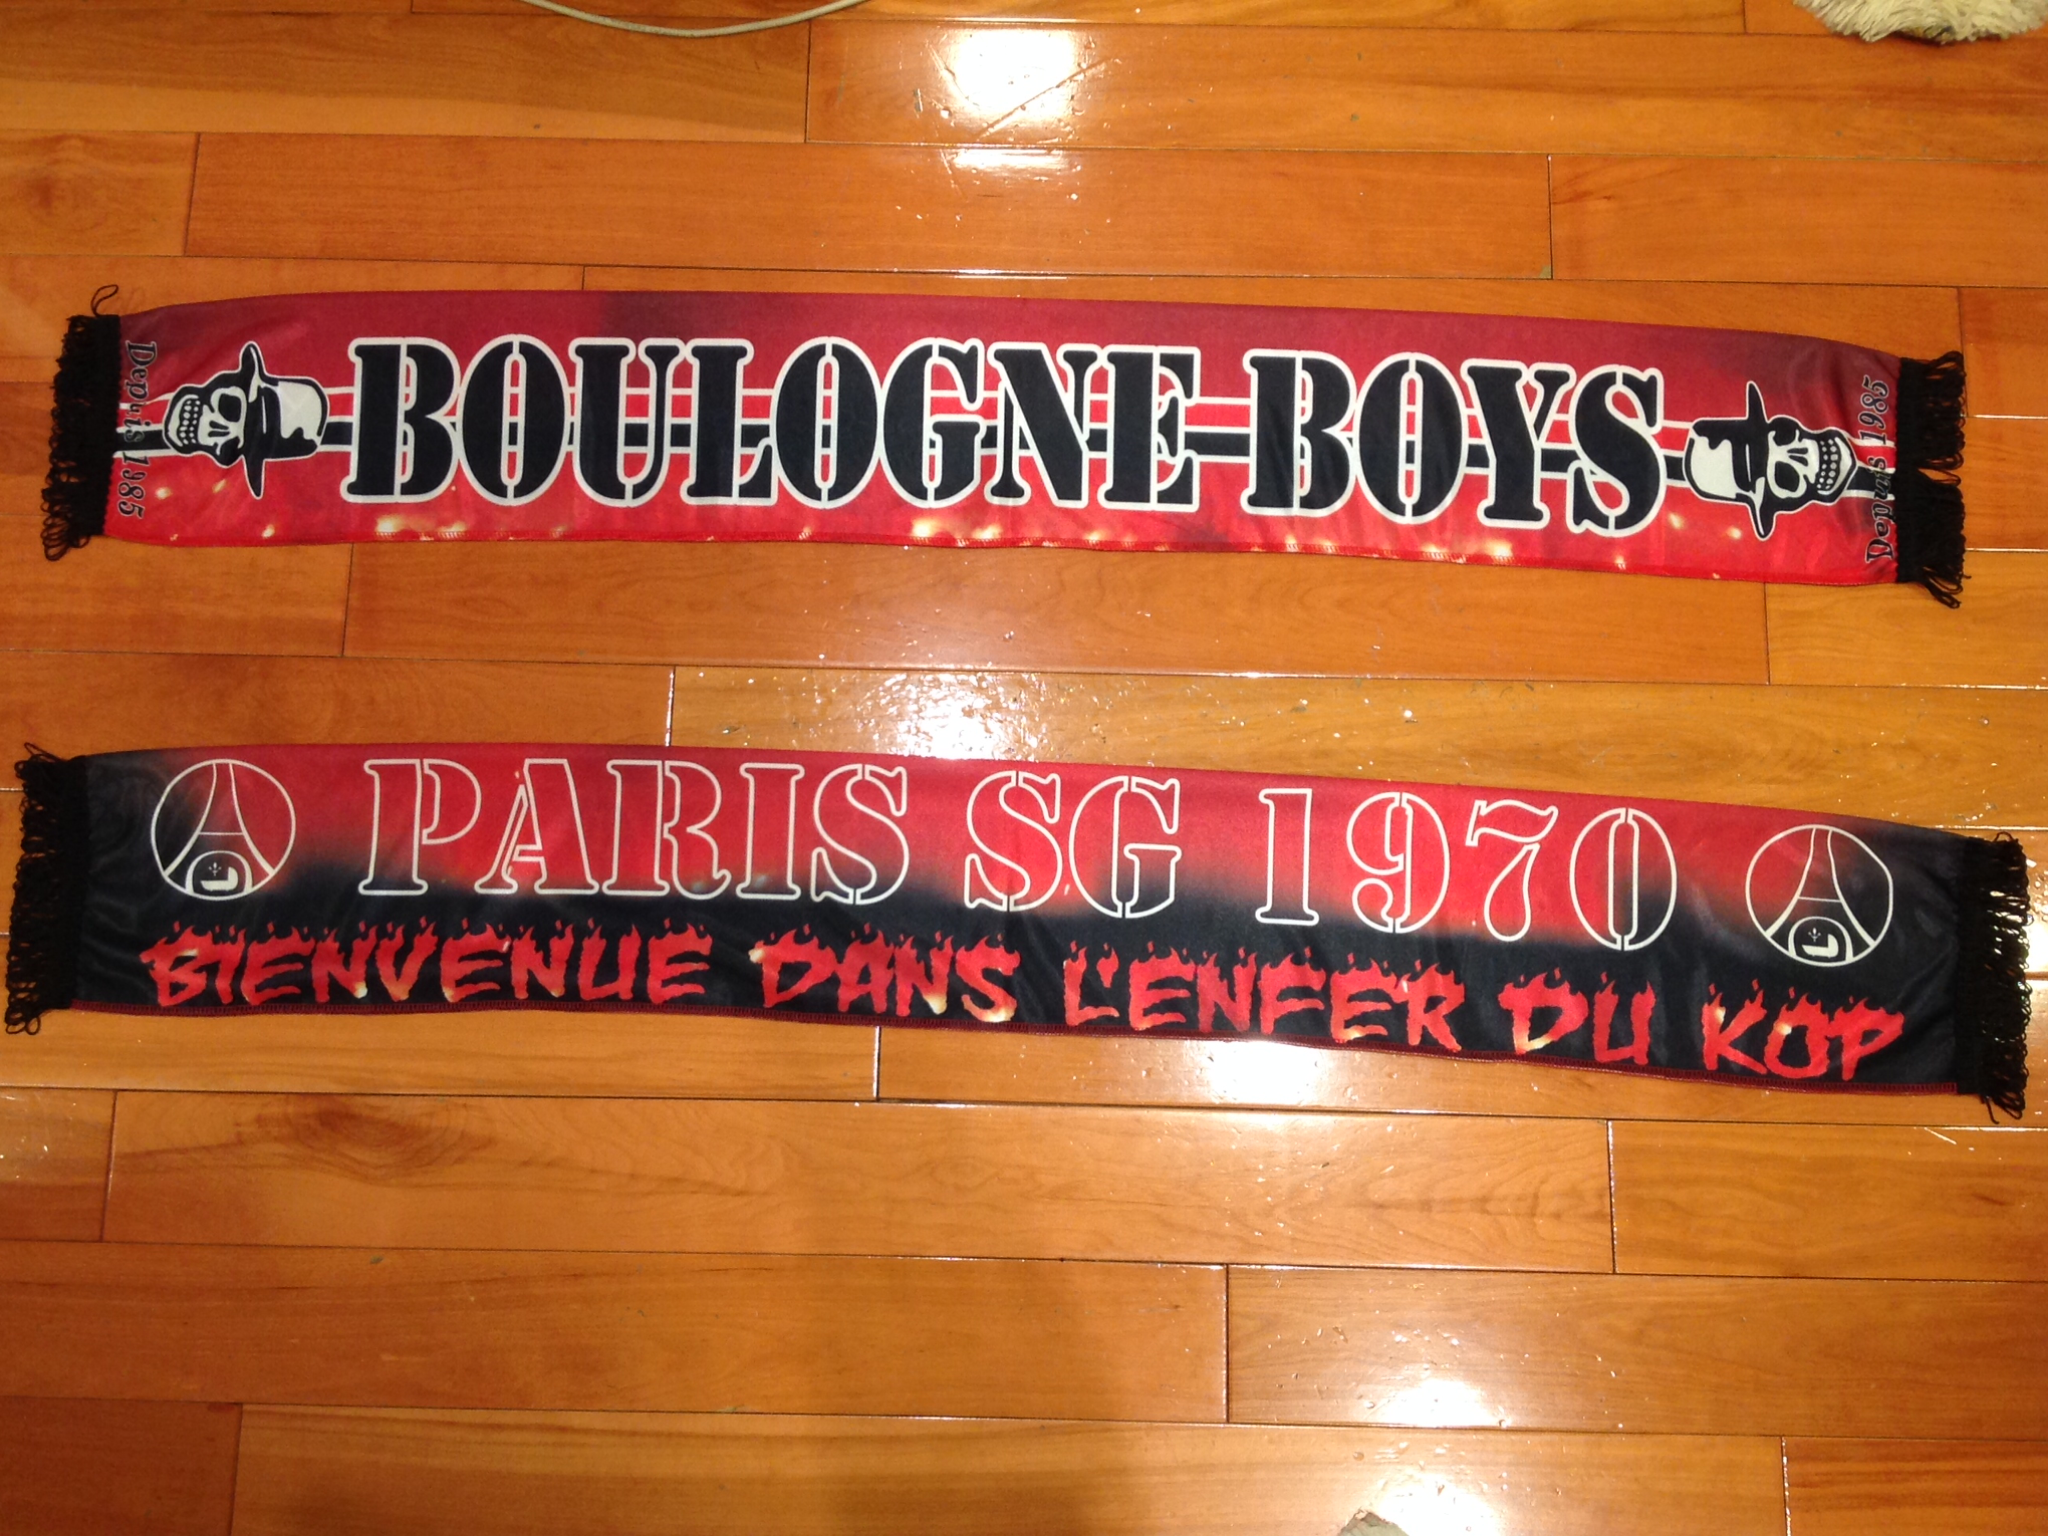 Depuis 1985
BOULOGNE BOYS
Depuis 1985
PARIS SG 1970
BIENVENUE DANS L'ENFER DU KOP